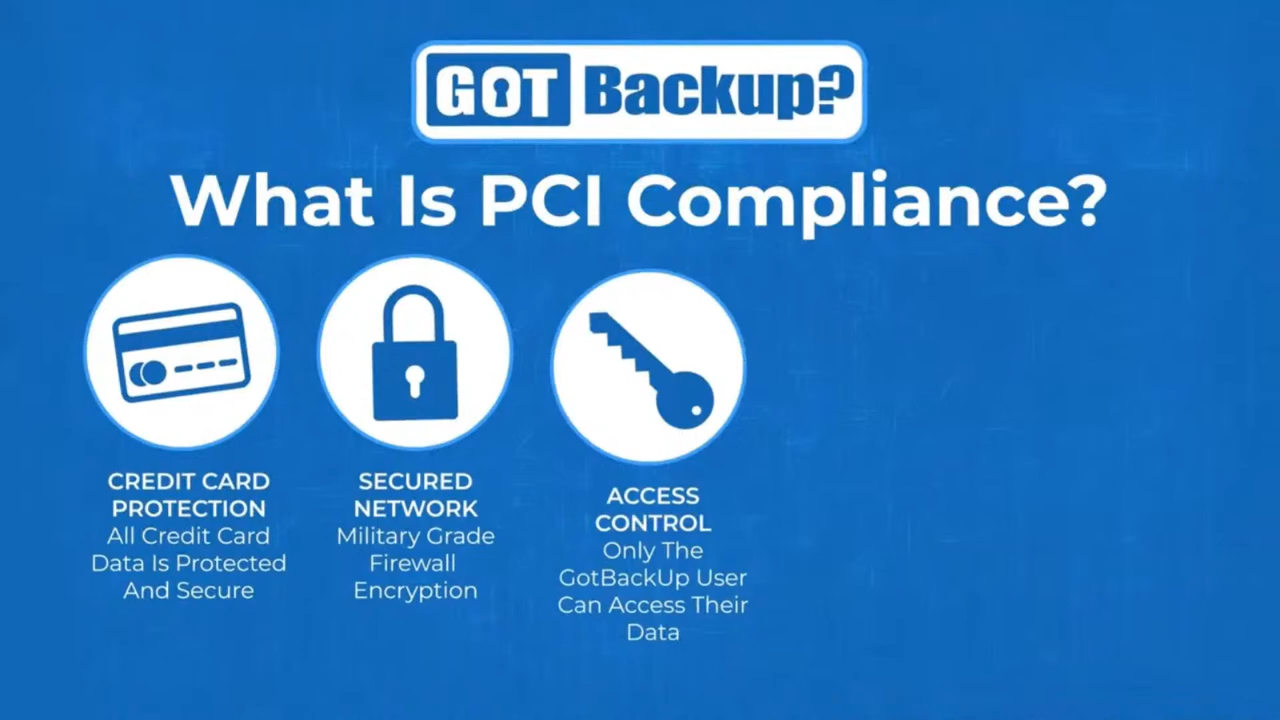 GOT Backup?
What Is PCI Compliance?
CREDIT CARD
PROTECTION
All Credit Card
Data Is Protected
And Secure
SECURED
NETWORK
Military Grade
Firewall
Encryption
ACCESS
CONTROL
Only The
GotBackUp User
Can Access Their
Data